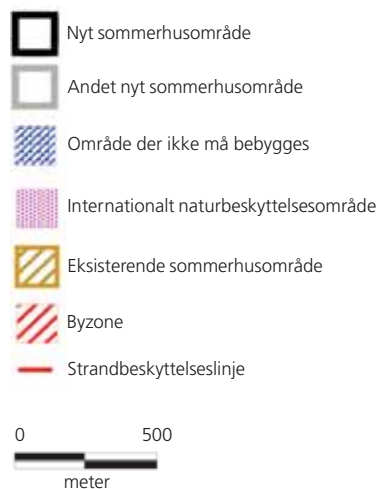 Nyt sommerhusområde
Andet nyt sommerhusområde
Område der ikke må bebygges
Internationalt naturbeskyttelsesområde
Eksisterende sommerhusområde
Byzone
Strandbeskyttelseslinje
0 500
meter